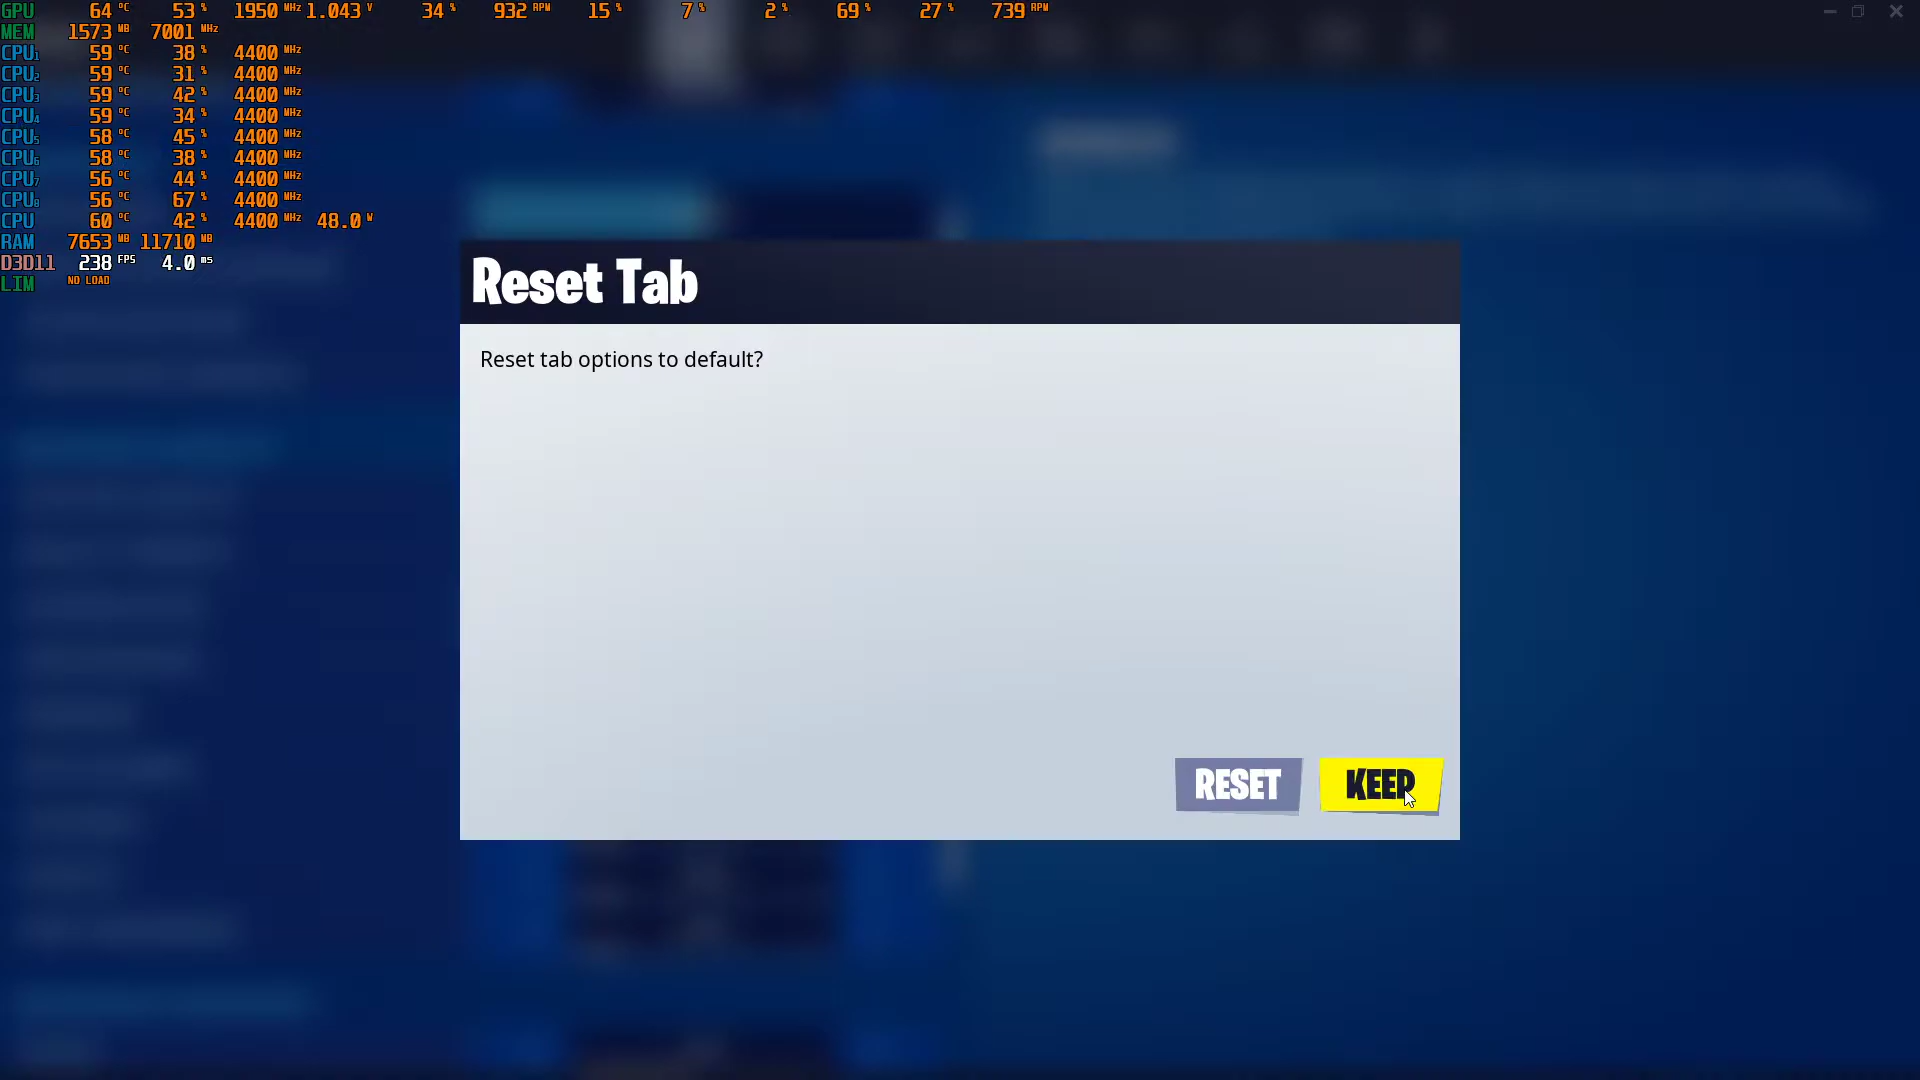 GPU 64 °C 53 % 1950 MHz 1.043 V 34 % 932 RPM 15 % 7 % 2 % 69 % 27 % 739 RPM
MEM 1573 MB 7001 MHz
CPU1 59 °C 38 % 4400 MHz
CPU2 59 °C 31 % 4400 MHz
CPU3 59 °C 42 % 4400 MHz
CPU4 59 °C 34 % 4400 MHz
CPU5 58 °C 45 % 4400 MHz
CPU6 58 °C 38 % 4400 MHz
CPU7 56 °C 44 % 4400 MHz
CPU8 56 °C 67 % 4400 MHz
CPU 60 °C 42 % 4400 MHz 48.0 W
RAM 7653 MB 11710 MB
D3D11 238 FPS 4.0 ms
LIM NO LOAD
Reset Tab
Reset tab options to default?
RESET KEEP